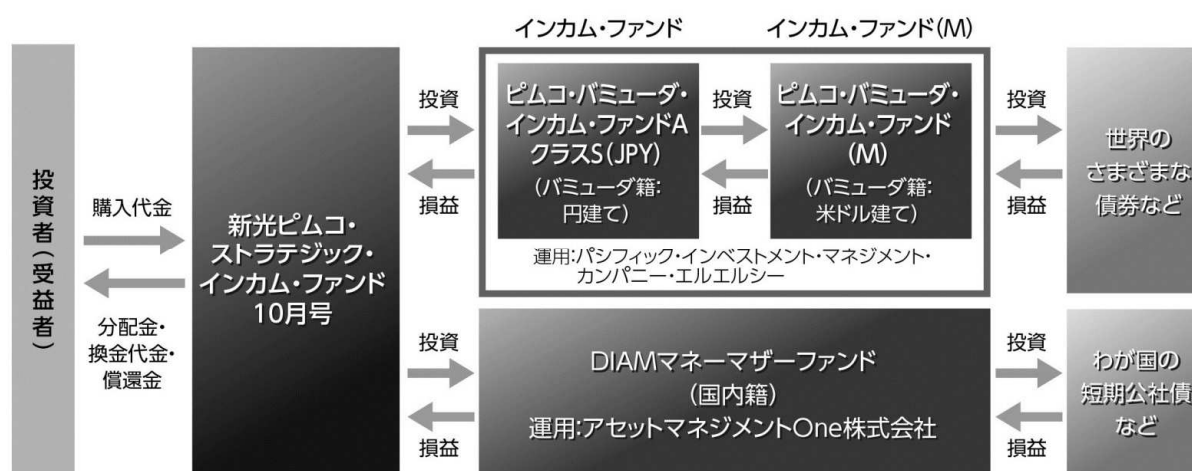 インカム・ファンド
インカム・ファンド(M)
投資者(受益者)
購入代金
分配金・
換金代金・
償還金
新光ピムコ・
ストラテジック・
インカム・ファンド
10月号
投資
損益
ピムコ・バミューダ・
インカム・ファンドA
クラスS(JPY)
(バミューダ籍:
円建て)
投資
損益
ピムコ・バミューダ・
インカム・ファンド
(M)
(バミューダ籍:
米ドル建て)
運用:パシフィック・インベストメント・マネジメント・
カンパニー・エルエルシー
投資
損益
世界の
さまざまな
債券など
投資
損益
DIAMマネーマザーファンド
(国内籍)
運用:アセットマネジメントOne株式会社
投資
損益
わが国の
短期公社債
など